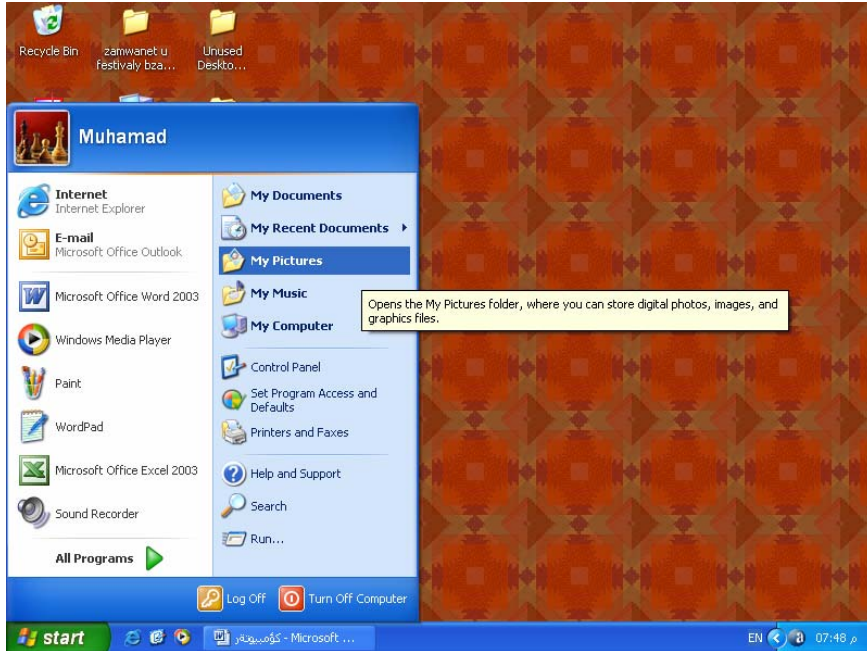 Recycle Bin
zamwanet u
festivaly bza...
Unused
Deskto...
Muhamad
Internet
Internet Explorer
E-mail
Microsoft Office Outlook
Microsoft Office Word 2003
Windows Media Player
Paint
WordPad
Microsoft Office Excel 2003
Sound Recorder
All Programs
My Documents
My Recent Documents
My Pictures
My Music
My Computer
Control Panel
Set Program Access and
Defaults
Printers and Faxes
Help and Support
Search
Run...
Opens the My Pictures folder, where you can store digital photos, images, and
graphics files.
Log Off
Turn Off Computer
start
كؤمبيوتةر - Microsoft ...
EN
07:48 م